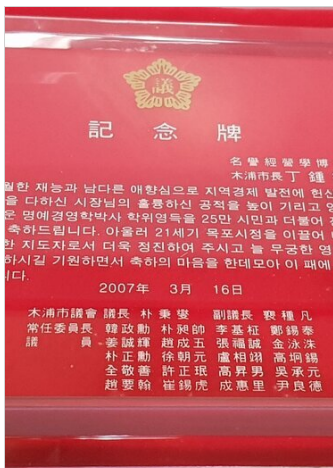 議
記念牌
名譽經營學博
木浦市長 丁鍾
월한 재능과 남다른 애향심으로 지역경제 발전에 헌신
을 다하신 시장님의 훌륭하신 공적을 높이 기리고 영
운 명예경영학박사 학위영득을 25만 시민과 더불어
축하드립니다. 아울러 21세기 목포시정을 이끌어
한 지도자로서 더욱 정진하여 주시고 늘 무궁한 영
하시길 기원하면서 축하의 마음을 한데모아 이 패에
니다.
2007年 3月 16日
木浦市議會 議長 朴秉燮 副議長 裵種凡
常任委員長 韓政勳 朴昶帥 李基柾 鄭錫奉
議員 姜誠輝 趙成五 張福誠 金泳洙
朴正勳 徐朝元 盧相翊 高坰錫
全敬善 許正珉 高昇男 吳承元
趙要翰 崔錫虎 成惠里 尹良德